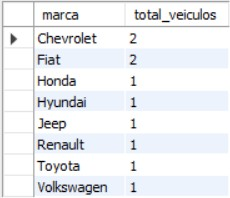 marca total_veiculos
Chevrolet 2
Fiat 2
Honda 1
Hyundai 1
Jeep 1
Renault 1
Toyota 1
Volkswagen 1